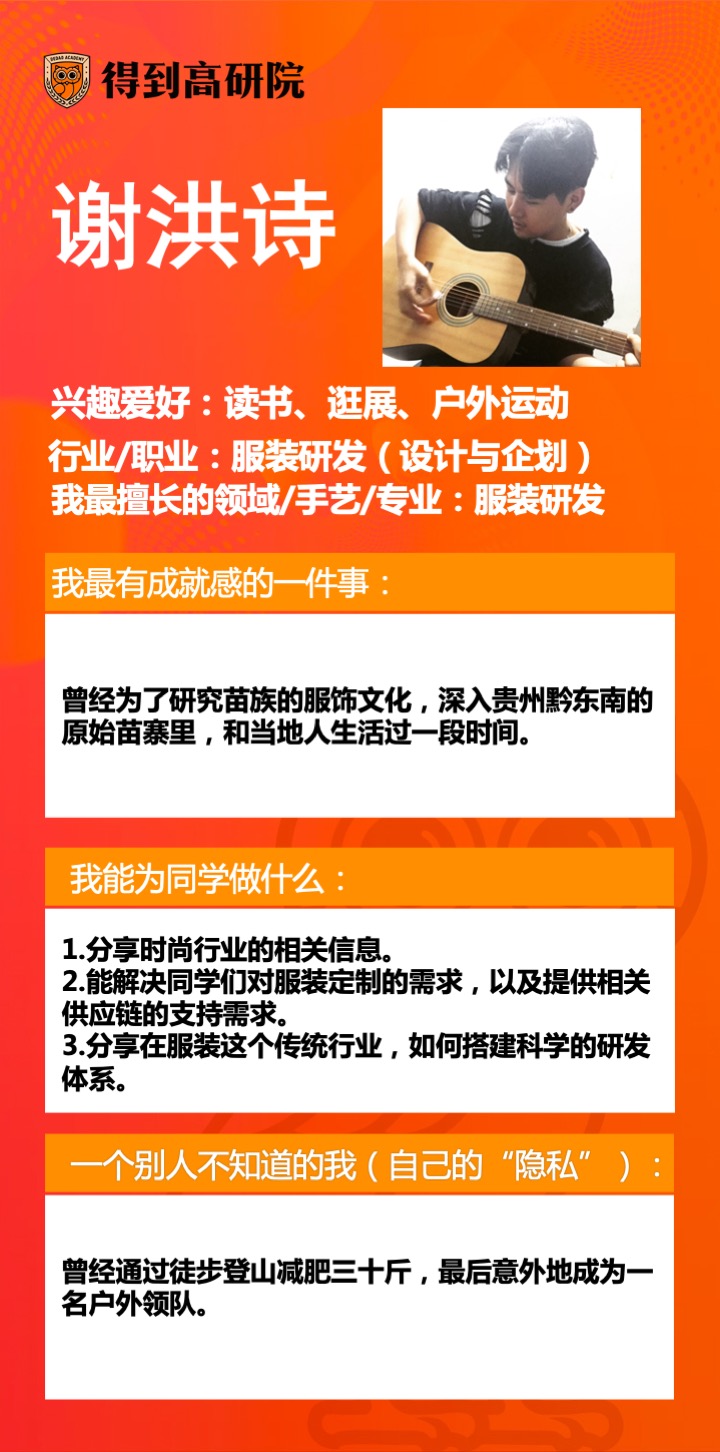 DEDAO ACADEMY
得到高研院
谢洪诗
兴趣爱好：读书、逛展、户外运动
行业/职业：服装研发（设计与企划）
我最擅长的领域/手艺/专业：服装研发
我最有成就感的一件事：
曾经为了研究苗族的服饰文化，深入贵州黔东南的
原始苗寨里，和当地人生活过一段时间。
我能为同学做什么：
1.分享时尚行业的相关信息。
2.能解决同学们对服装定制的需求，以及提供相关
供应链的支持需求。
3.分享在服装这个传统行业，如何搭建科学的研发
体系。
一个别人不知道的我（自己的“隐私”）：
曾经通过徒步登山减肥三十斤，最后意外地成为一
名户外领队。